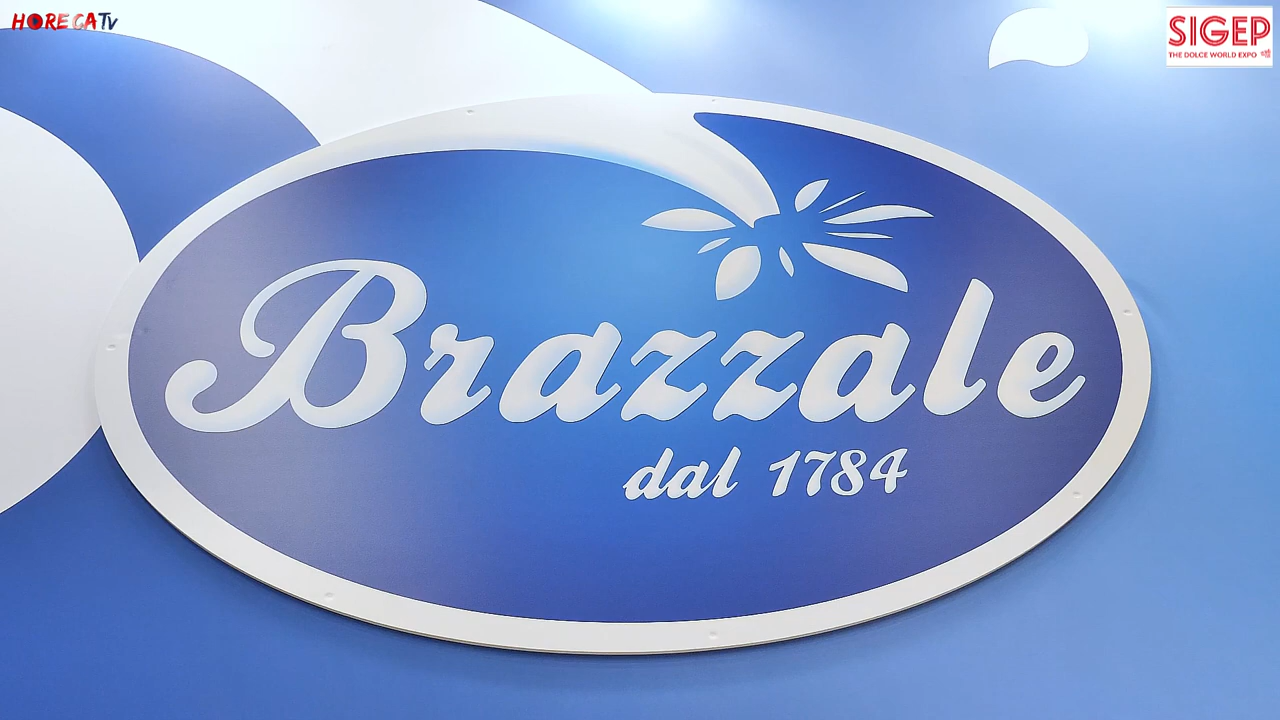 HORECATv
SIGEP
THE DOLCE WORLD EXPO
Brazzale
dal 1784